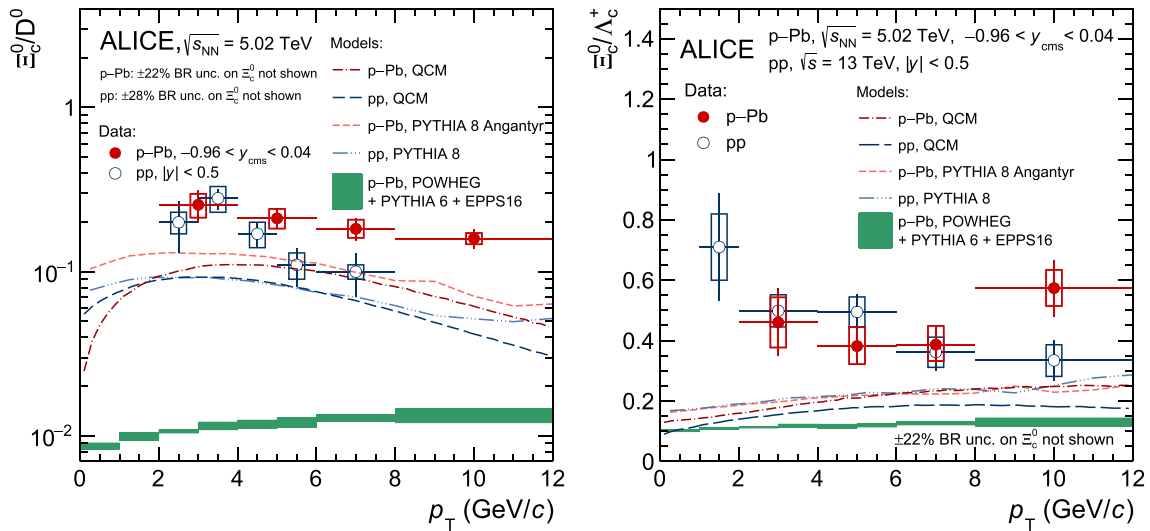 Ξ⁰c/D⁰
ALICE, √sNN = 5.02 TeV
p–Pb: ±22% BR unc. on Ξ⁰c not shown
pp: ±28% BR unc. on Ξ⁰c not shown
Data:
p–Pb, −0.96 < ycms < 0.04
pp, |y| < 0.5
Models:
p–Pb, QCM
pp, QCM
p–Pb, PYTHIA 8 Angantyr
pp, PYTHIA 8
p–Pb, POWHEG
+ PYTHIA 6 + EPPS16
1
10⁻¹
10⁻²
0 2 4 6 8 10 12
pT (GeV/c)
Ξ⁰c/Λ⁺c
ALICE
p–Pb, √sNN = 5.02 TeV, −0.96 < ycms < 0.04
pp, √s = 13 TeV, |y| < 0.5
Data:
p–Pb
pp
Models:
p–Pb, QCM
pp, QCM
p–Pb, PYTHIA 8 Angantyr
pp, PYTHIA 8
p–Pb, POWHEG
+ PYTHIA 6 + EPPS16
±22% BR unc. on Ξ⁰c not shown
1.4
1.2
1
0.8
0.6
0.4
0.2
0
0 2 4 6 8 10 12
pT (GeV/c)